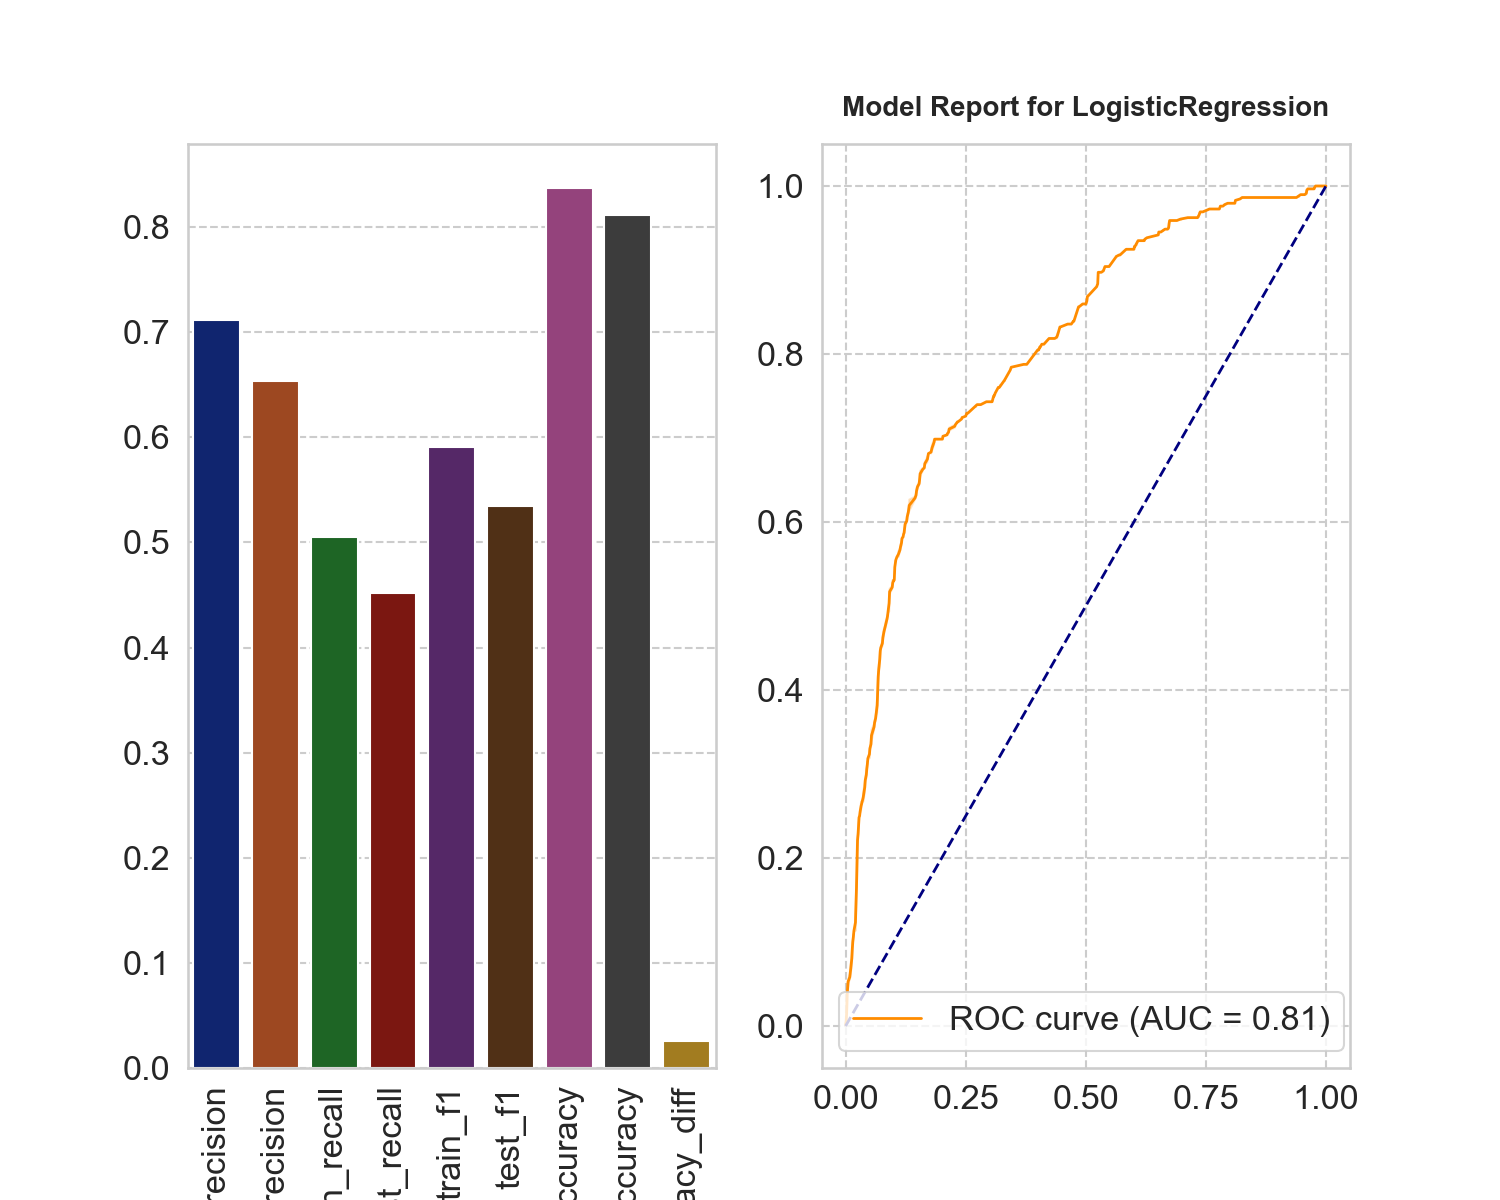 Model Report for LogisticRegression
0.8
0.7
0.6
0.5
0.4
0.3
0.2
0.1
0.0
recision
recision
n_recall
t_recall
train_f1
test_f1
ccuracy
ccuracy
acy_diff
1.0
0.8
0.6
0.4
0.2
0.0
ROC curve (AUC = 0.81)
0.00 0.25 0.50 0.75 1.00